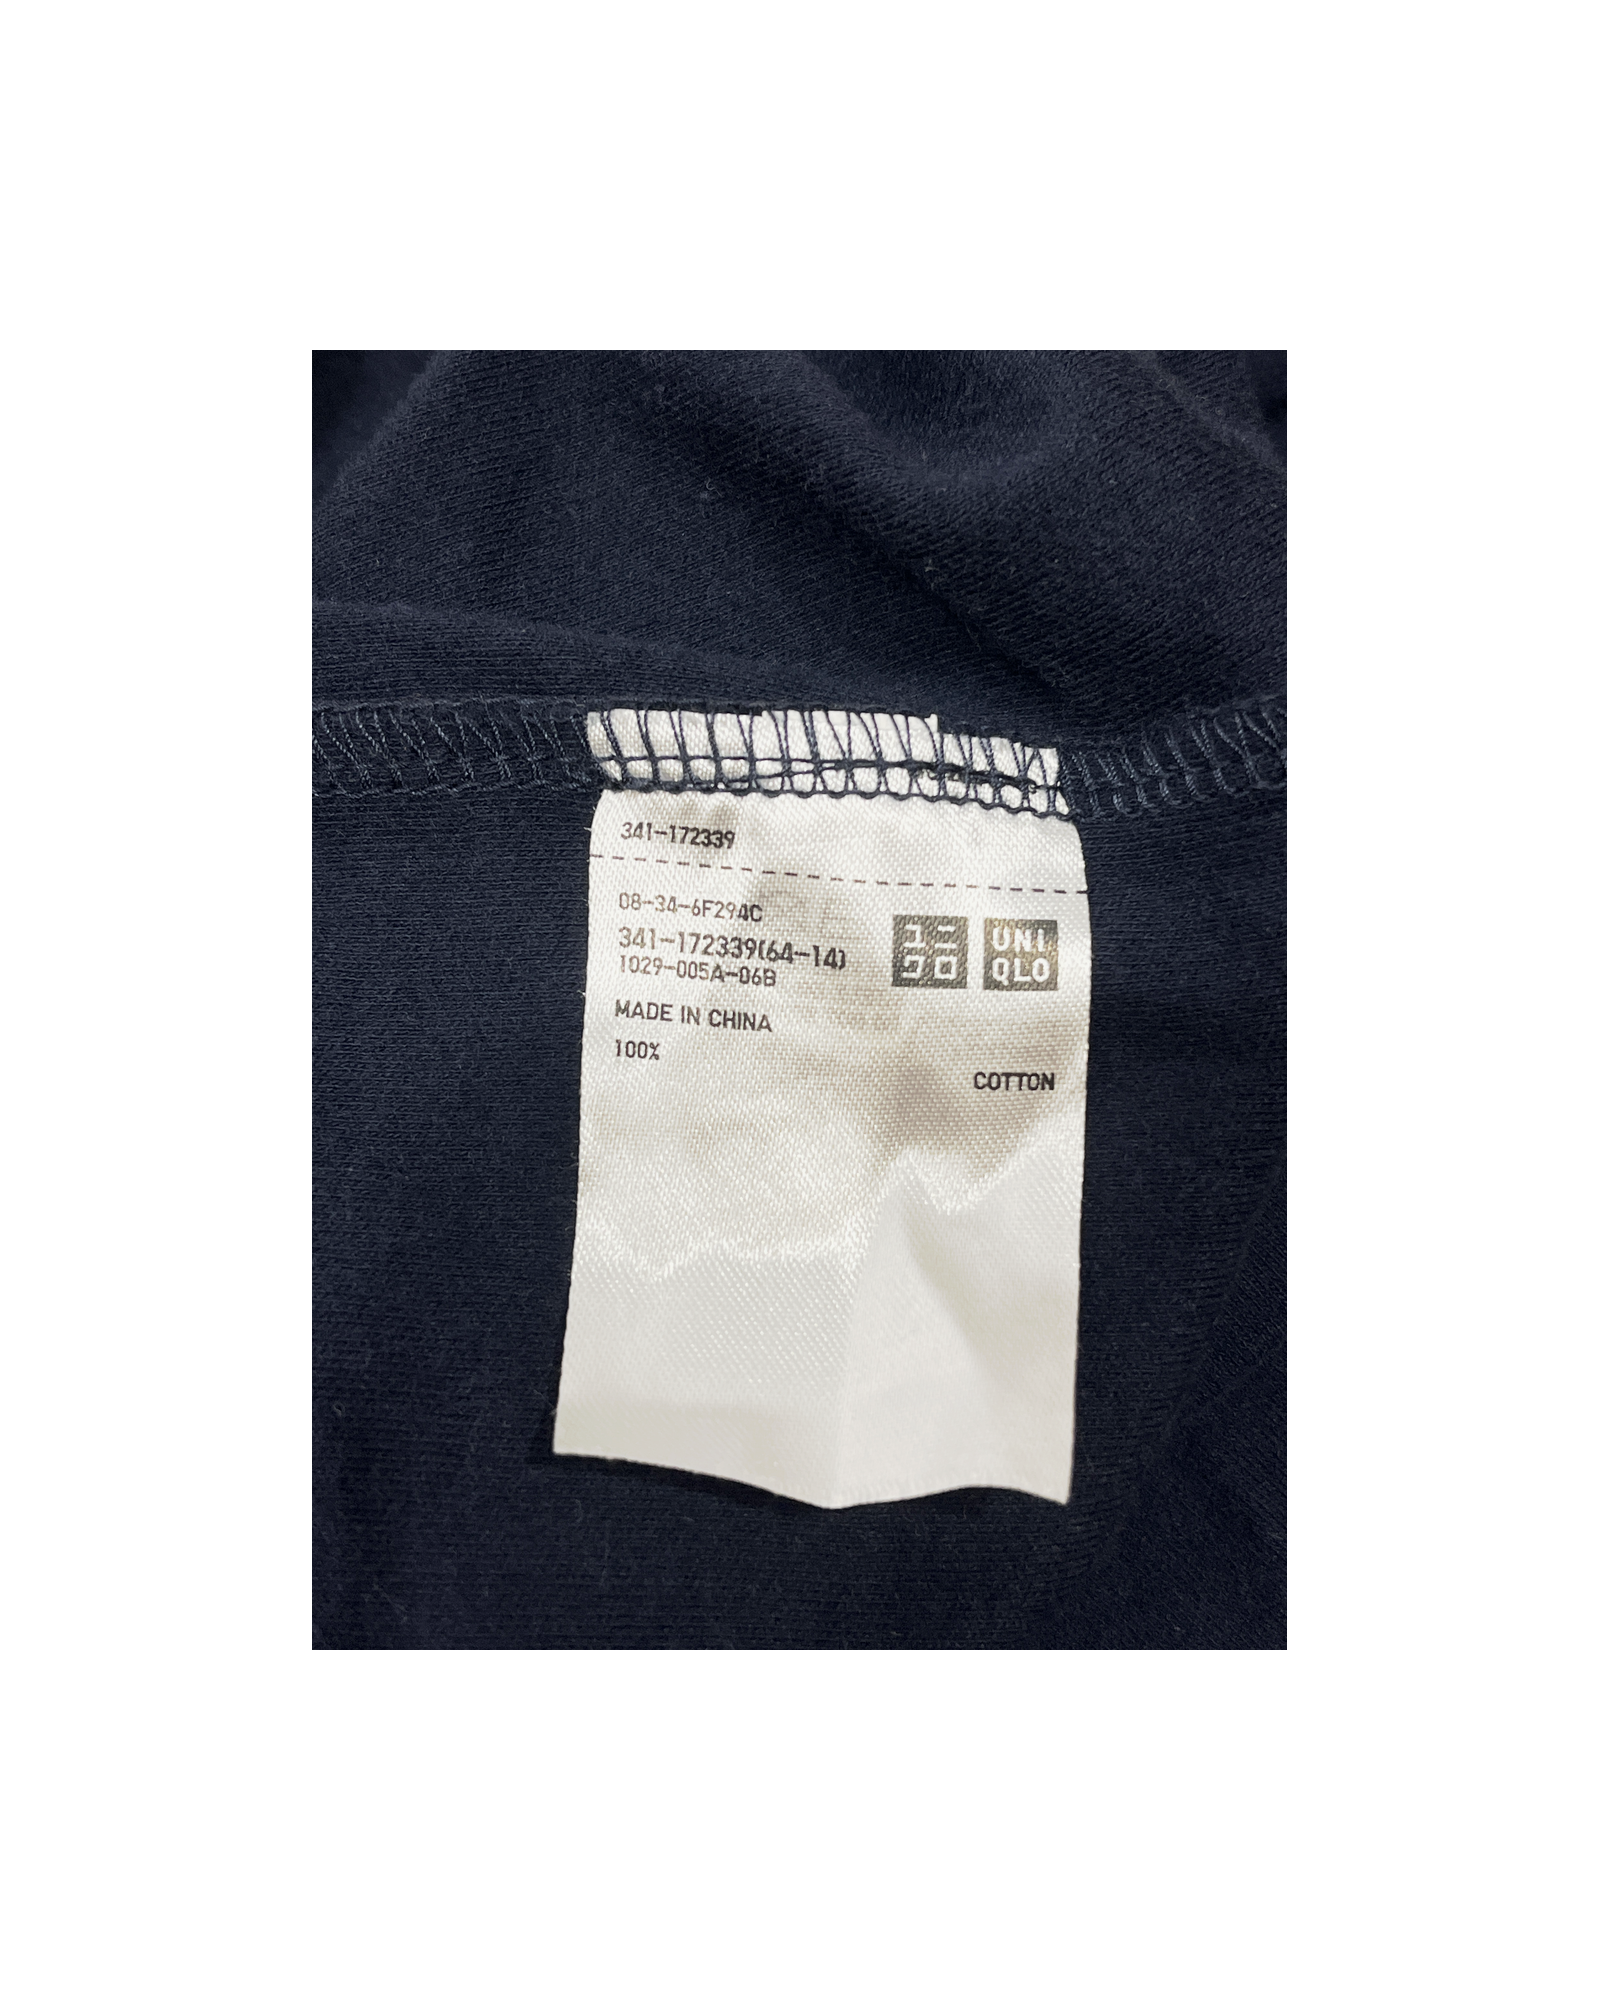 341-172339
08-34-6F294C
341-172339(64-14)
1029-005A-06B
ユニ
クロ
UNI
QLO
MADE IN CHINA
100%
COTTON